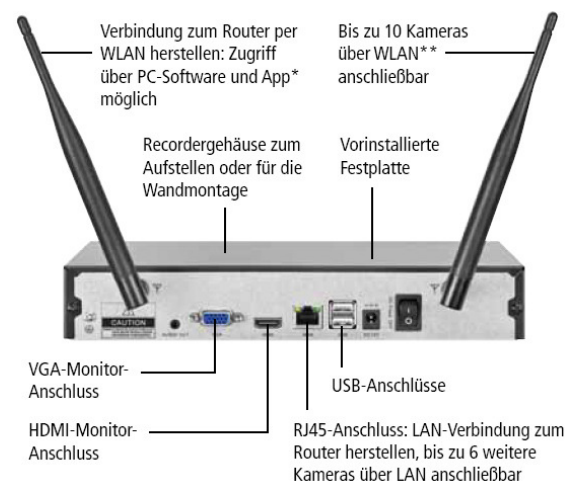 Verbindung zum Router per
WLAN herstellen: Zugriff
über PC-Software und App*
möglich
Bis zu 10 Kameras
über WLAN**
anschließbar
Recordergehäuse zum
Aufstellen oder für die
Wandmontage
Vorinstallierte
Festplatte
CAUTION
AUDIO OUT
VGA-Monitor-
Anschluss
HDMI-Monitor-
Anschluss
USB-Anschlüsse
RJ45-Anschluss: LAN-Verbindung zum
Router herstellen, bis zu 6 weitere
Kameras über LAN anschließbar